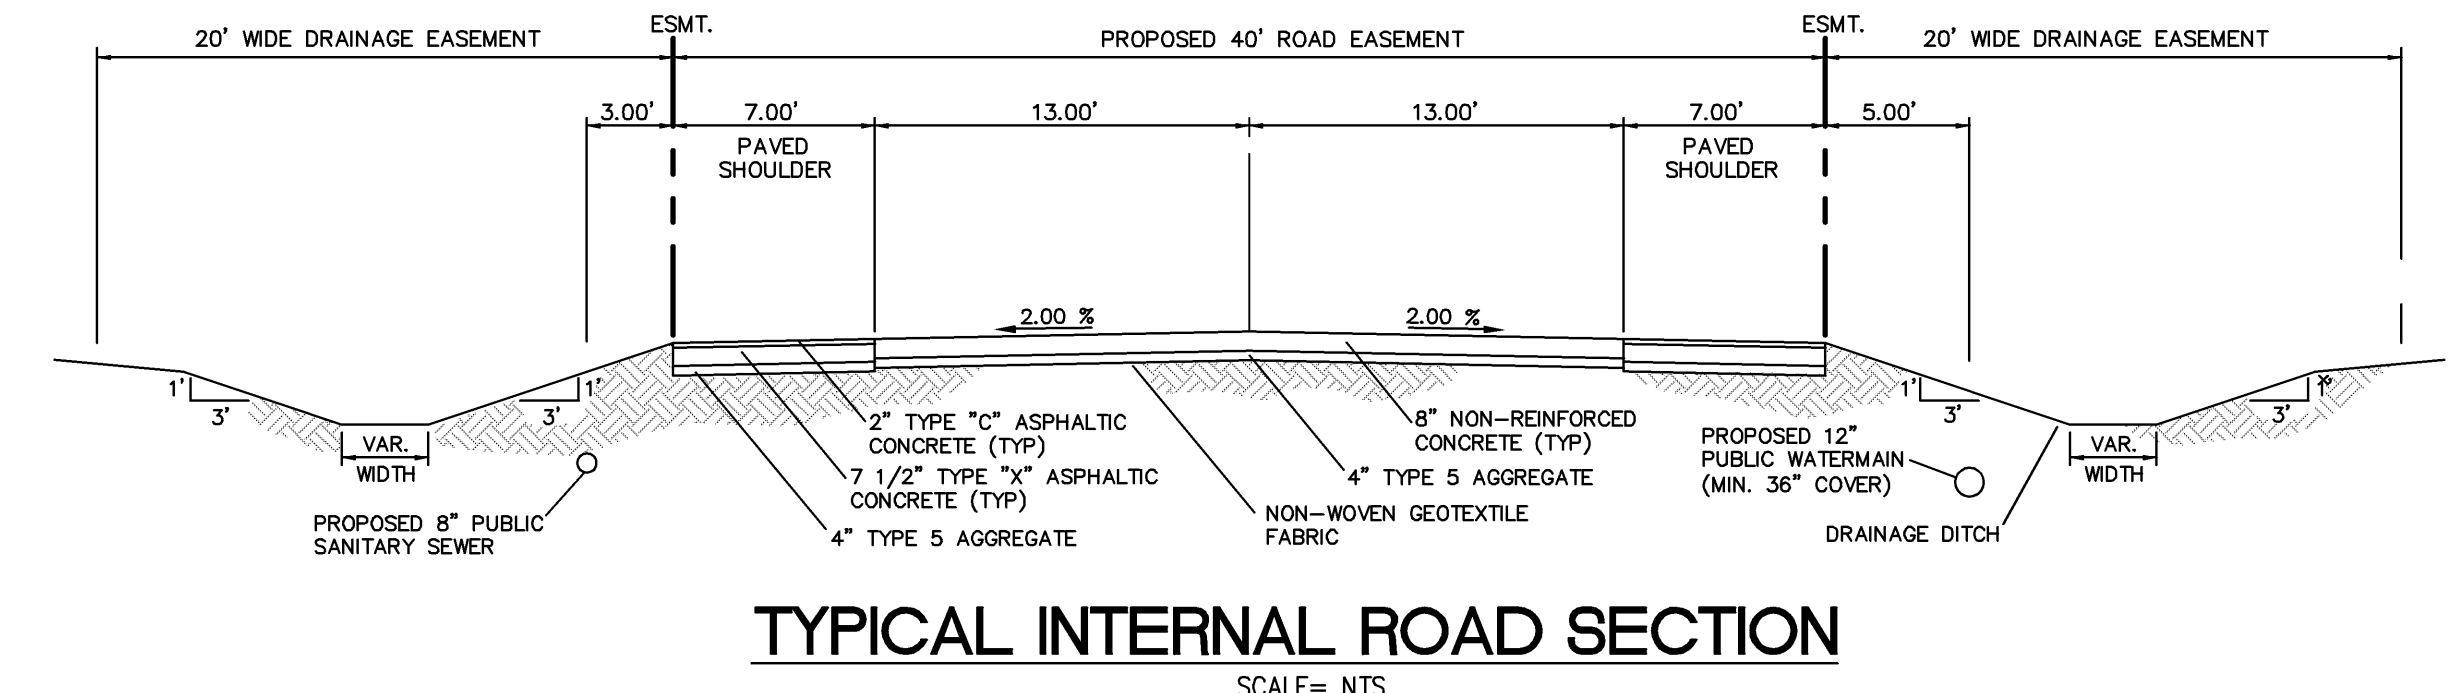 20' WIDE DRAINAGE EASEMENT
ESMT.
PROPOSED 40' ROAD EASEMENT
ESMT.
20' WIDE DRAINAGE EASEMENT
3.00'
7.00'
13.00'
13.00'
7.00'
5.00'
PAVED
SHOULDER
PAVED
SHOULDER
2.00 %
2.00 %
1'
3'
VAR.
WIDTH
3'
1'
1'
3'
VAR.
WIDTH
3'
2" TYPE "C" ASPHALTIC
CONCRETE (TYP)
7 1/2" TYPE "X" ASPHALTIC
CONCRETE (TYP)
4" TYPE 5 AGGREGATE
8" NON-REINFORCED
CONCRETE (TYP)
4" TYPE 5 AGGREGATE
NON-WOVEN GEOTEXTILE
FABRIC
PROPOSED 8" PUBLIC
SANITARY SEWER
PROPOSED 12"
PUBLIC WATERMAIN
(MIN. 36" COVER)
DRAINAGE DITCH
TYPICAL INTERNAL ROAD SECTION
SCALE= NTS